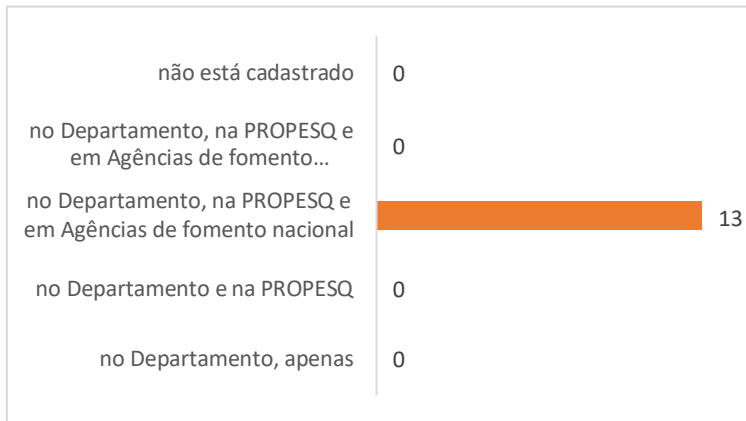 não está cadastrado
0
no Departamento, na PROPESQ e
em Agências de fomento...
0
no Departamento, na PROPESQ e
em Agências de fomento nacional
13
no Departamento e na PROPESQ
0
no Departamento, apenas
0